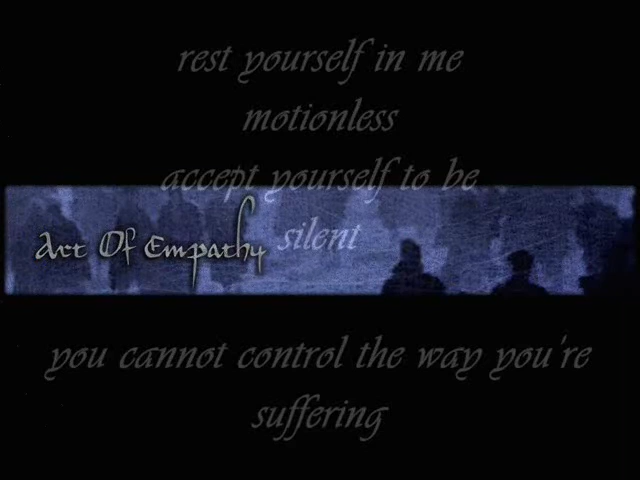 rest yourself in me
motionless
accept yourself to be
silent
Art Of Empathy
you cannot control the way you're
suffering